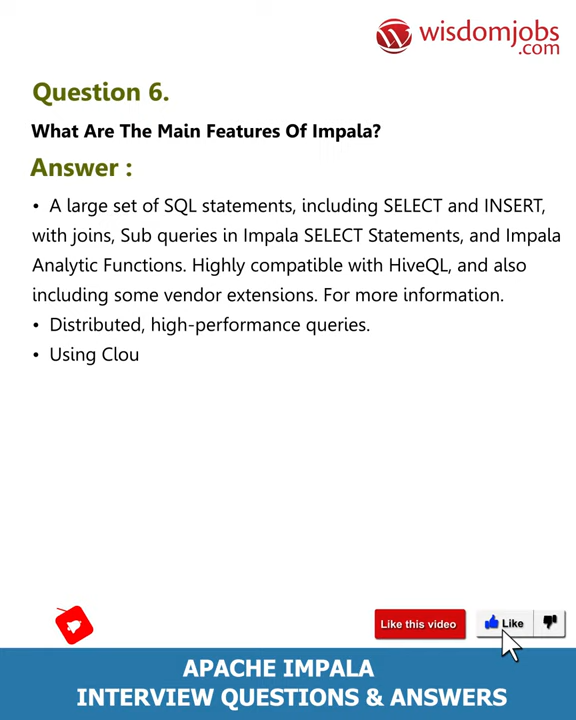 wisdomjobs
.com
Question 6.
What Are The Main Features Of Impala?
Answer :
• A large set of SQL statements, including SELECT and INSERT,
with joins, Sub queries in Impala SELECT Statements, and Impala
Analytic Functions. Highly compatible with HiveQL, and also
including some vendor extensions. For more information.
• Distributed, high-performance queries.
• Using Clou
Like this video
Like
APACHE IMPALA
INTERVIEW QUESTIONS & ANSWERS